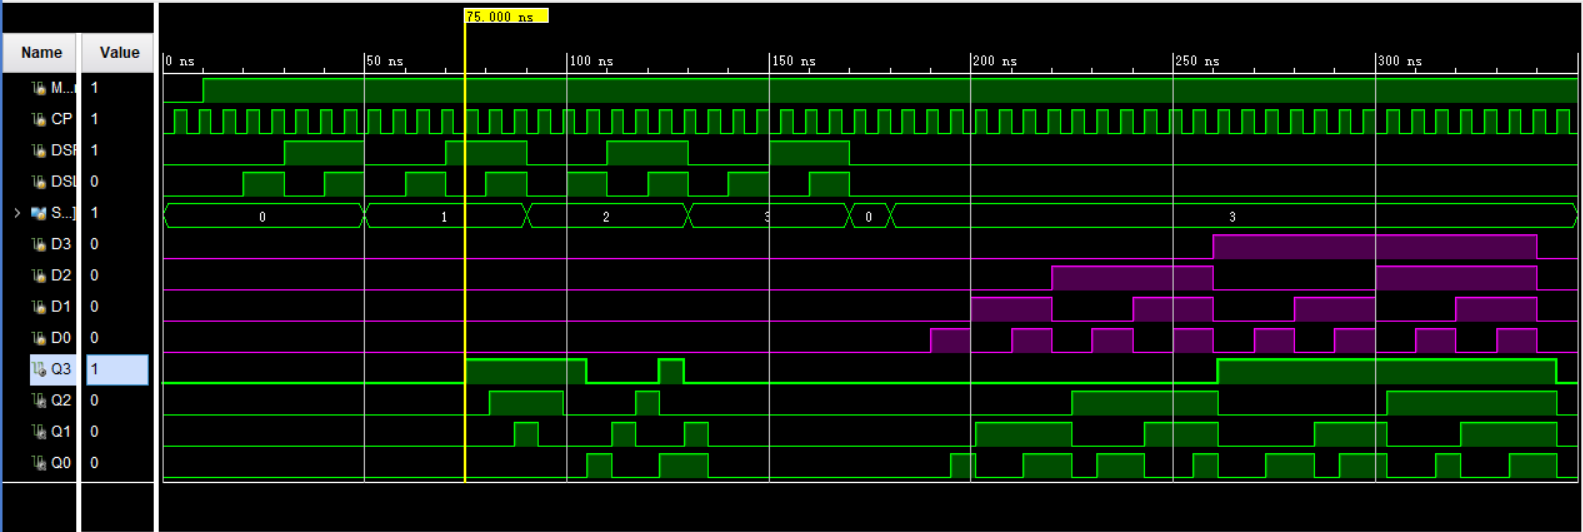 75.000 ns
Name Value
0 ns 50 ns 100 ns 150 ns 200 ns 250 ns 300 ns
M... 1
CP 1
DSI 1
DSL 0
S...] 1 0 1 2 3 0 3
D3 0
D2 0
D1 0
D0 0
Q3 1
Q2 0
Q1 0
Q0 0